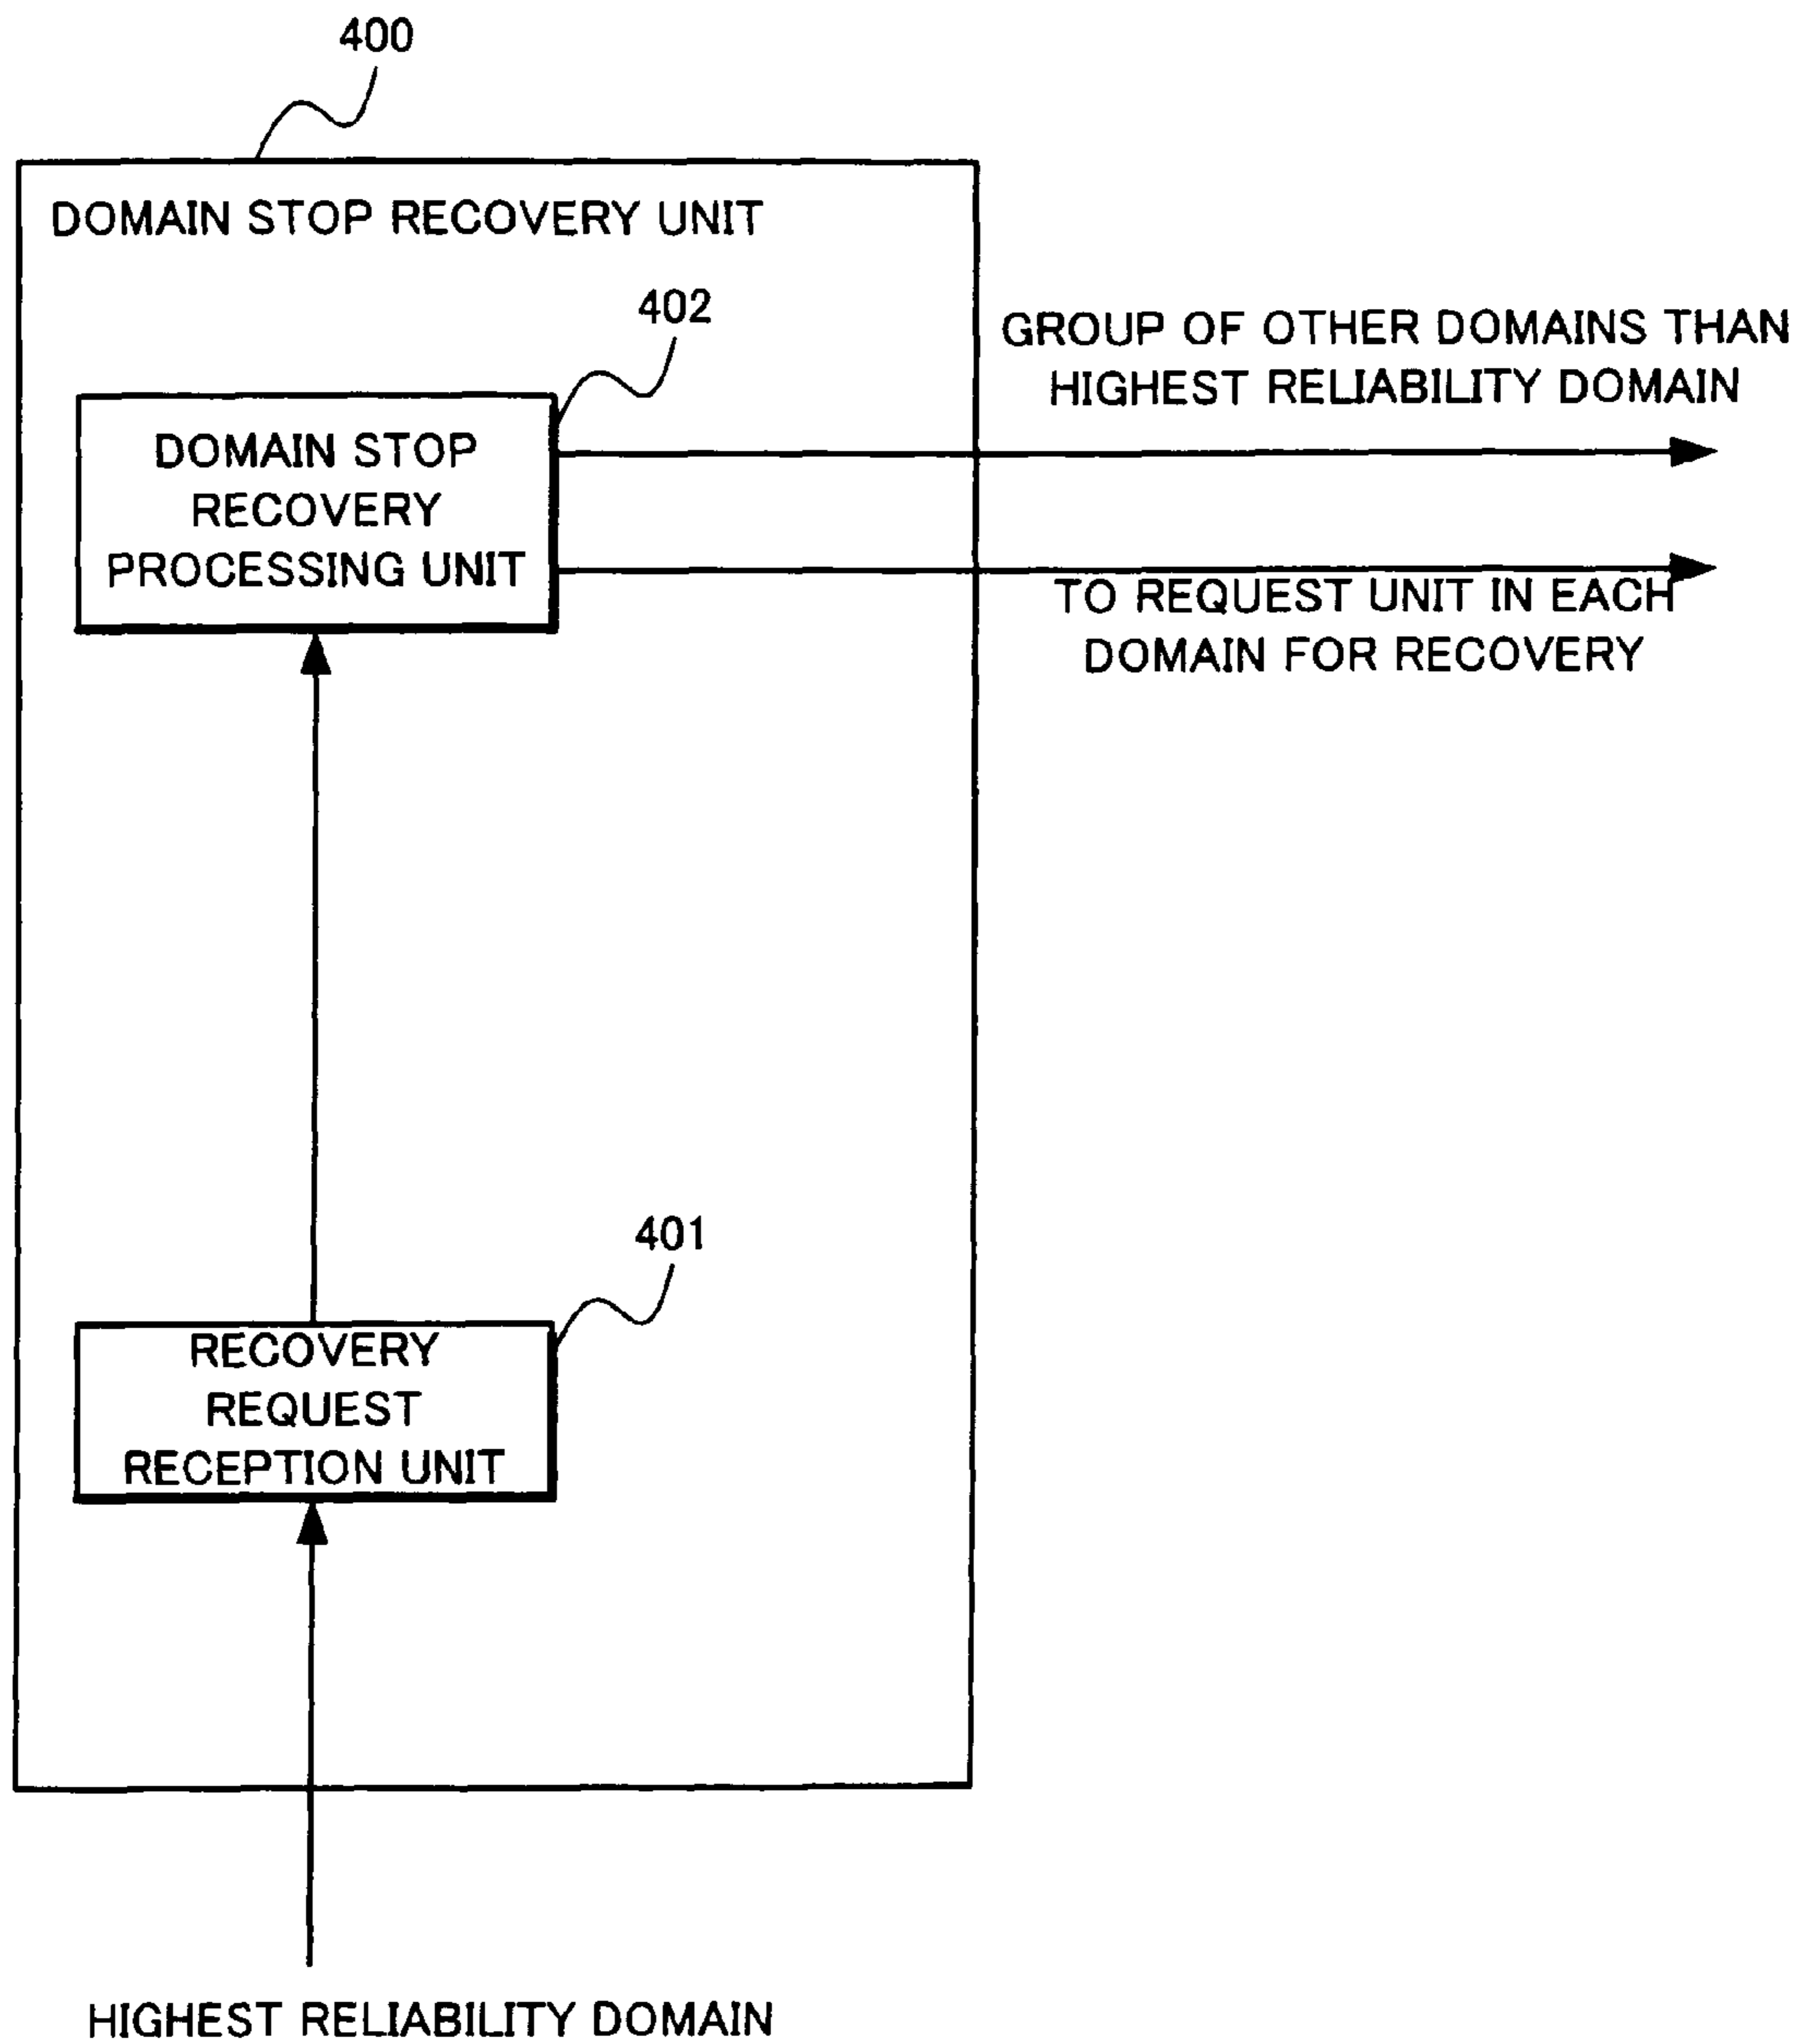 400
DOMAIN STOP RECOVERY UNIT
402
GROUP OF OTHER DOMAINS THAN
HIGHEST RELIABILITY DOMAIN
DOMAIN STOP
RECOVERY
PROCESSING UNIT
TO REQUEST UNIT IN EACH
DOMAIN FOR RECOVERY
401
RECOVERY
REQUEST
RECEPTION UNIT
HIGHEST RELIABILITY DOMAIN